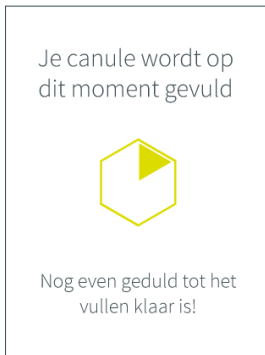 Je canule wordt op
dit moment gevuld
Nog even geduld tot het
vullen klaar is!